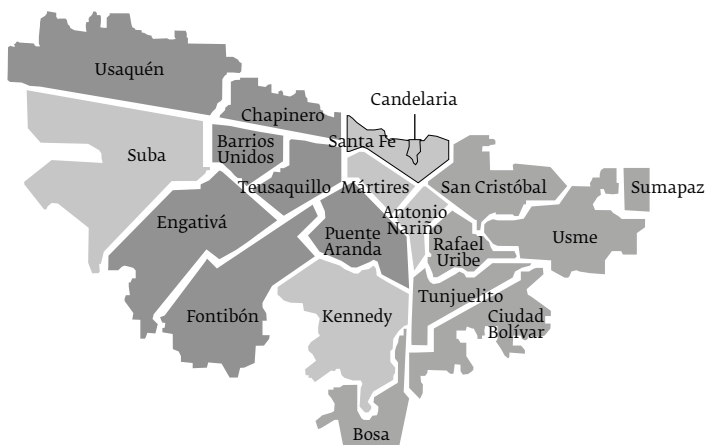 Usaquén
Candelaria
Chapinero
Santa Fe
Barrios
Unidos
Suba
Teusaquillo
Mártires
San Cristóbal
Sumapaz
Engativá
Antonio
Nariño
Puente
Aranda
Rafael
Uribe
Usme
Tunjuelito
Fontibón
Kennedy
Ciudad
Bolívar
Bosa